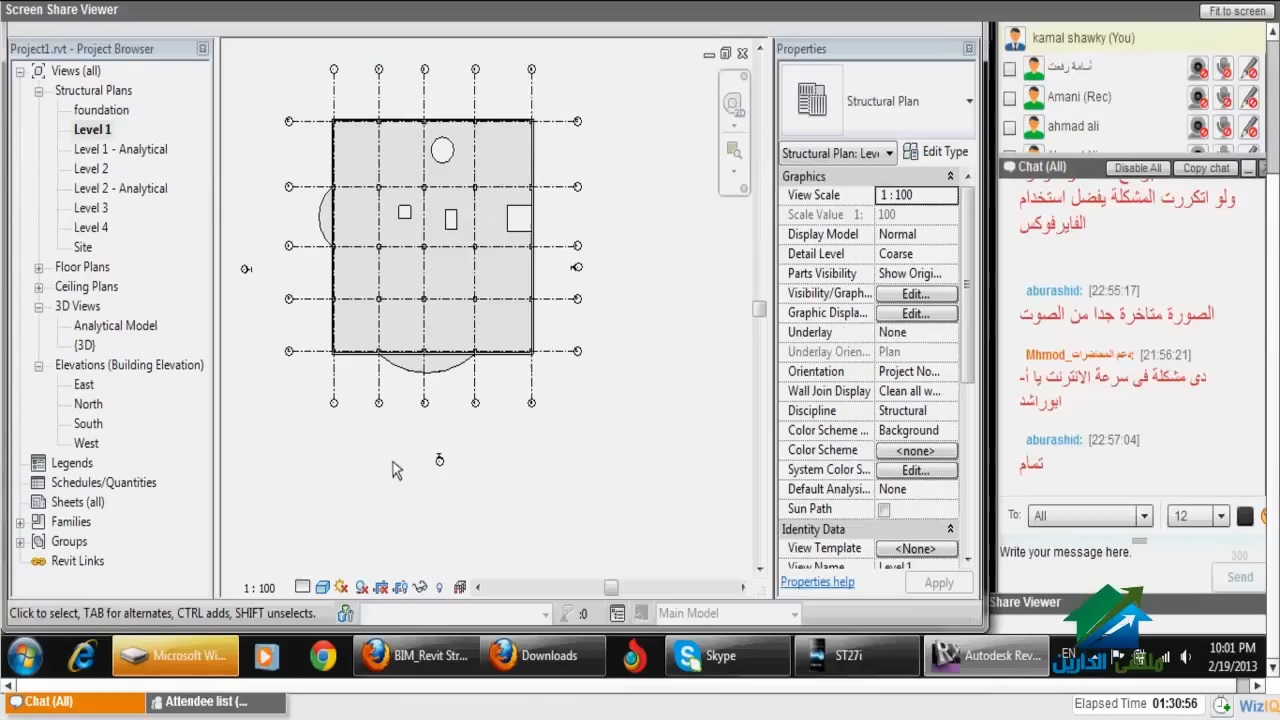 Screen Share Viewer
Fit to screen
Project1.rvt - Project Browser
Views (all)
Structural Plans
foundation
Level 1
Level 1 - Analytical
Level 2
Level 2 - Analytical
Level 3
Level 4
Site
Floor Plans
Ceiling Plans
3D Views
Analytical Model
{3D}
Elevations (Building Elevation)
East
North
South
West
Legends
Schedules/Quantities
Sheets (all)
Families
Groups
Revit Links
1 : 100
Properties
Structural Plan
Structural Plan: Leve
Edit Type
Graphics
View Scale 1 : 100
Scale Value 1: 100
Display Model Normal
Detail Level Coarse
Parts Visibility Show Origi...
Visibility/Graph... Edit...
Graphic Displa... Edit...
Underlay None
Underlay Orien... Plan
Orientation Project No...
Wall Join Display Clean all w...
Discipline Structural
Color Scheme ... Background
Color Scheme <none>
System Color S... Edit...
Default Analysi... None
Sun Path
Identity Data
View Template <None>
View Name Level 1
Properties help
Apply
Click to select, TAB for alternates, CTRL adds, SHIFT unselects.
:0
Main Model
kamal shawky (You)
أسامة رفعت
Amani (Rec)
ahmad ali
Chat (All)
Disable All
Copy chat
ولو اتكررت المشكلة يفضل استخدام
الفايرفوكس
aburashid: [22:55:17]
الصورة متاخرة جدا من الصوت
Mhmod_دعم المحاضرات: [21:56:21]
دى مشكلة فى سرعة الانترنت يا أ-
ابوراشد
aburashid: [22:57:04]
تمام
To: All 12
Write your message here.
300
Send
Share Viewer
Microsoft Wi...
BIM_Revit Str...
Downloads
Skype
ST27i
Autodesk Rev...
EN
10:01 PM
2/19/2013
ملتقى الدارين
Chat (All)
Attendee list (...
Elapsed Time 01:30:56
WizIQ